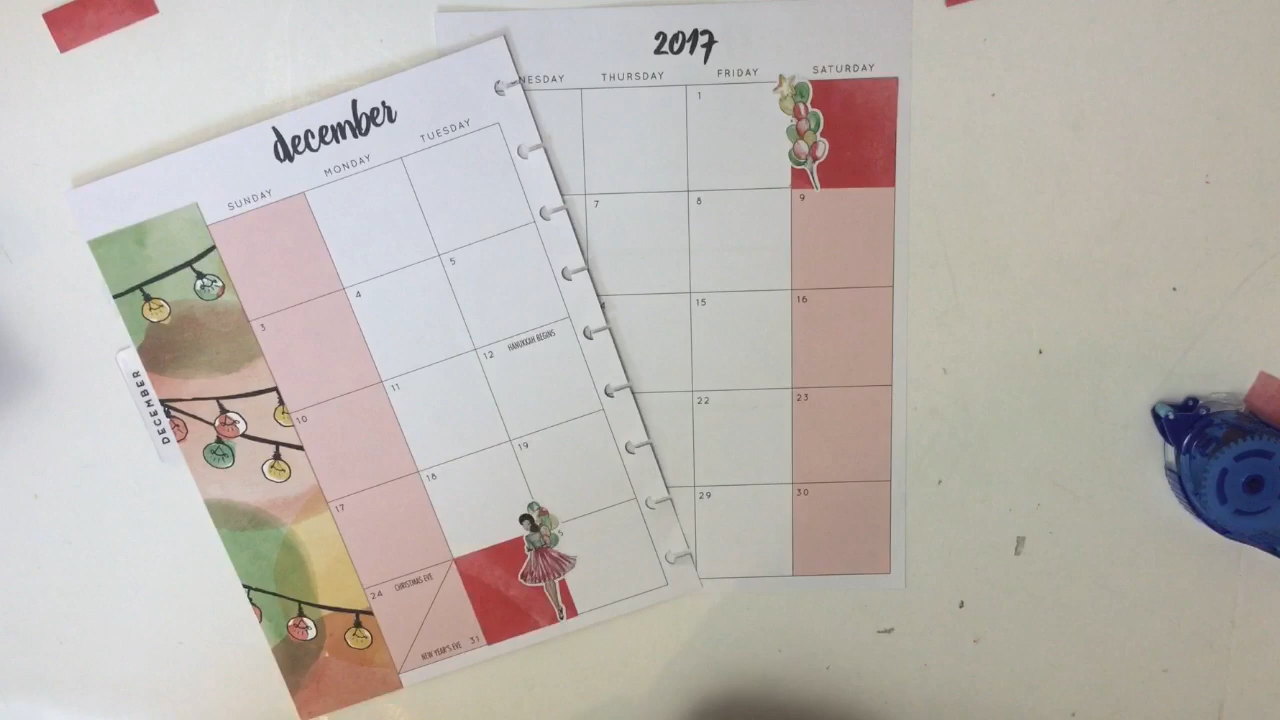 december
SUNDAY
MONDAY
TUESDAY
3
4
5
10
11
12 HANUKKAH BEGINS
17
18
19
24 CHRISTMAS EVE
NEW YEAR'S EVE 31
DECEMBER
2017
NESDAY
THURSDAY
FRIDAY
SATURDAY
1
7
8
9
15
16
22
23
29
30